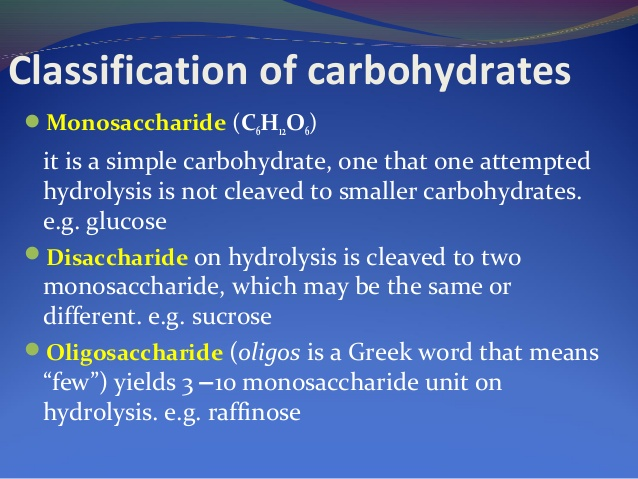 Classification of carbohydrates
Monosaccharide (C₆H₁₂O₆)
it is a simple carbohydrate, one that one attempted
hydrolysis is not cleaved to smaller carbohydrates.
e.g. glucose
Disaccharide on hydrolysis is cleaved to two
monosaccharide, which may be the same or
different. e.g. sucrose
Oligosaccharide (oligos is a Greek word that means
“few”) yields 3 –10 monosaccharide unit on
hydrolysis. e.g. raffinose